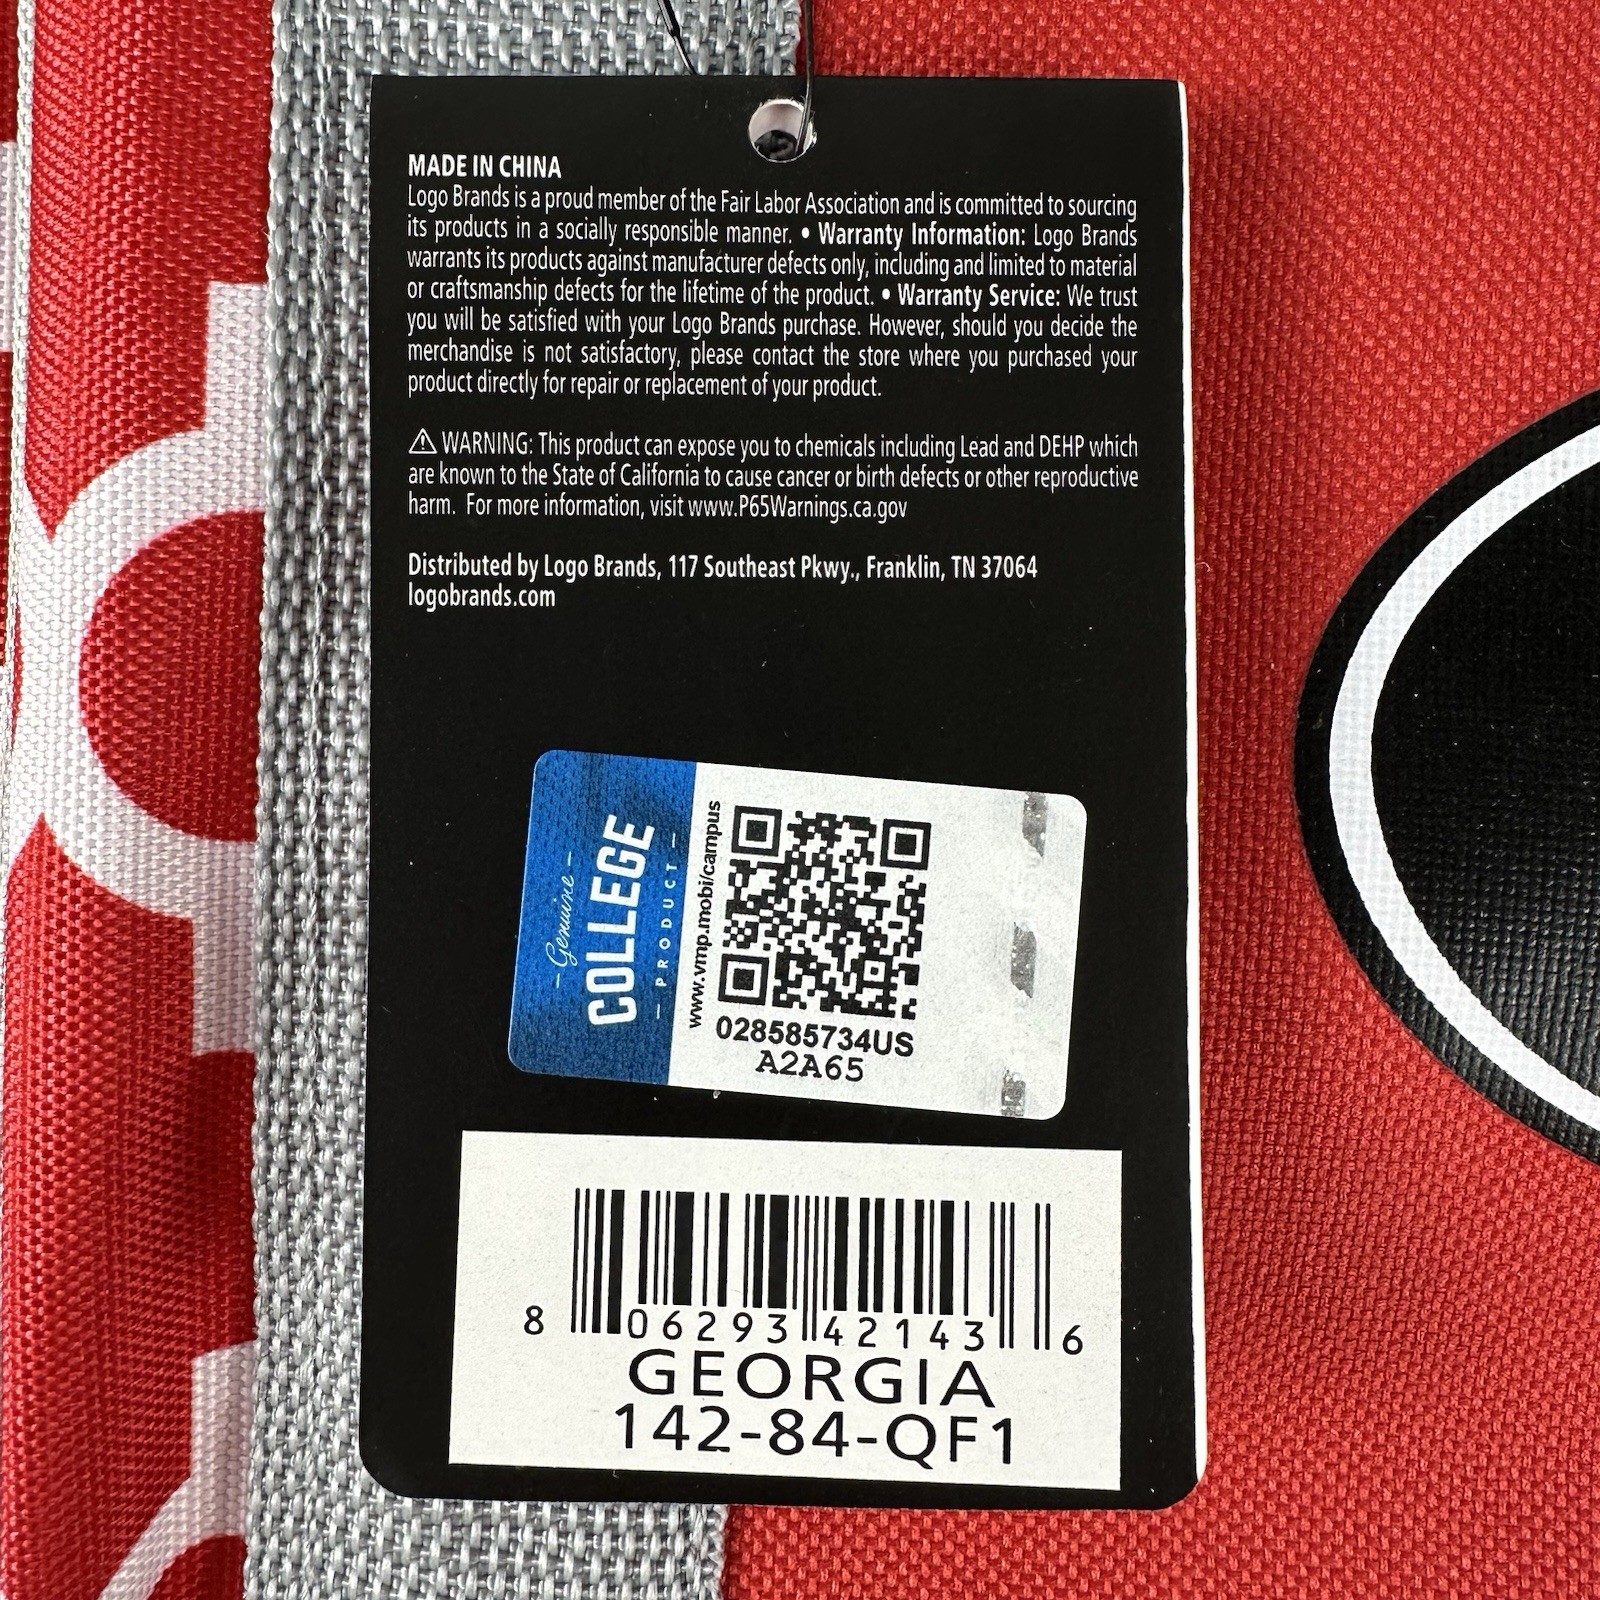 MADE IN CHINA
Logo Brands is a proud member of the Fair Labor Association and is committed to sourcing
its products in a socially responsible manner. • Warranty Information: Logo Brands
warrants its products against manufacturer defects only, including and limited to material
or craftsmanship defects for the lifetime of the product. • Warranty Service: We trust
you will be satisfied with your Logo Brands purchase. However, should you decide the
merchandise is not satisfactory, please contact the store where you purchased your
product directly for repair or replacement of your product.
⚠ WARNING: This product can expose you to chemicals including Lead and DEHP which
are known to the State of California to cause cancer or birth defects or other reproductive
harm. For more information, visit www.P65Warnings.ca.gov
Distributed by Logo Brands, 117 Southeast Pkwy., Franklin, TN 37064
logobrands.com
- Genuine -
COLLEGE
- PRODUCT -
www.vmp.mobi/campus
028585734US
A2A65
8 06293 42143 6
GEORGIA
142-84-QF1